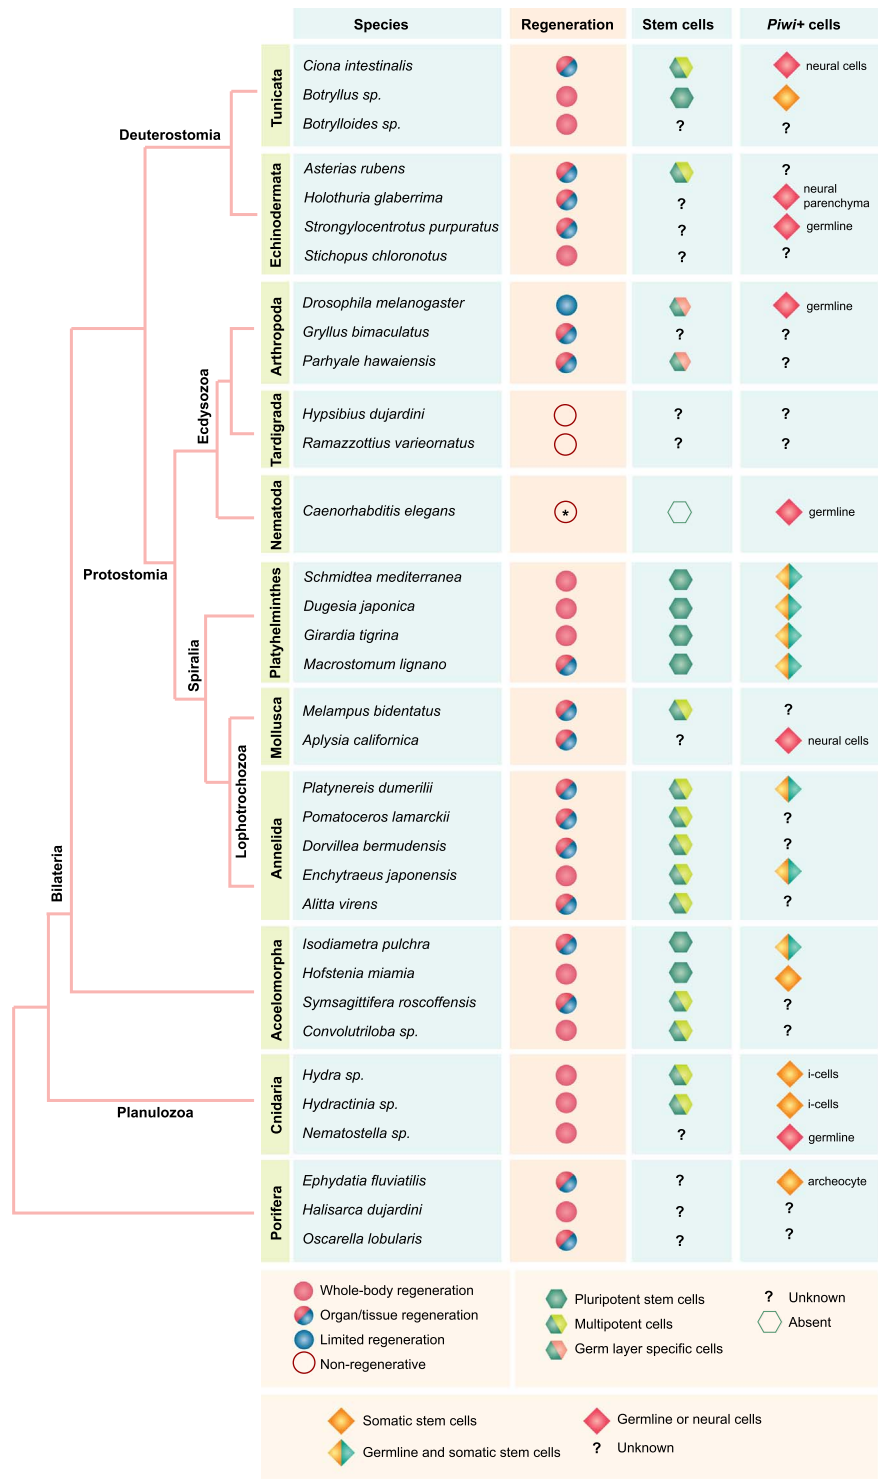 Species Regeneration Stem cells Piwi+ cells
Deuterostomia
Tunicata
Ciona intestinalis neural cells
Botryllus sp.
Botrylloides sp. ? ?
Echinodermata
Asterias rubens ?
Holothuria glaberrima ? neural
parenchyma
Strongylocentrotus purpuratus ? germline
Stichopus chloronotus ? ?
Ecdysozoa
Arthropoda
Drosophila melanogaster germline
Gryllus bimaculatus ? ?
Parhyale hawaiensis ?
Tardigrada
Hypsibius dujardini ? ?
Ramazzottius varieornatus ? ?
Nematoda
Caenorhabditis elegans * germline
Protostomia
Spiralia
Platyhelminthes
Schmidtea mediterranea
Dugesia japonica
Girardia tigrina
Macrostomum lignano
Lophotrochozoa
Mollusca
Melampus bidentatus ?
Aplysia californica ? neural cells
Annelida
Platynereis dumerilii
Pomatoceros lamarckii ?
Dorvillea bermudensis ?
Enchytraeus japonensis
Alitta virens ?
Bilateria
Acoelomorpha
Isodiametra pulchra
Hofstenia miamia
Symsagittifera roscoffensis ?
Convolutriloba sp. ?
Planulozoa
Cnidaria
Hydra sp. i-cells
Hydractinia sp. i-cells
Nematostella sp. ? germline
Porifera
Ephydatia fluviatilis ? archeocyte
Halisarca dujardini ? ?
Oscarella lobularis ? ?
Whole-body regeneration
Organ/tissue regeneration
Limited regeneration
Non-regenerative
Pluripotent stem cells
Multipotent cells
Germ layer specific cells
? Unknown
Absent
Somatic stem cells
Germline and somatic stem cells
Germline or neural cells
? Unknown